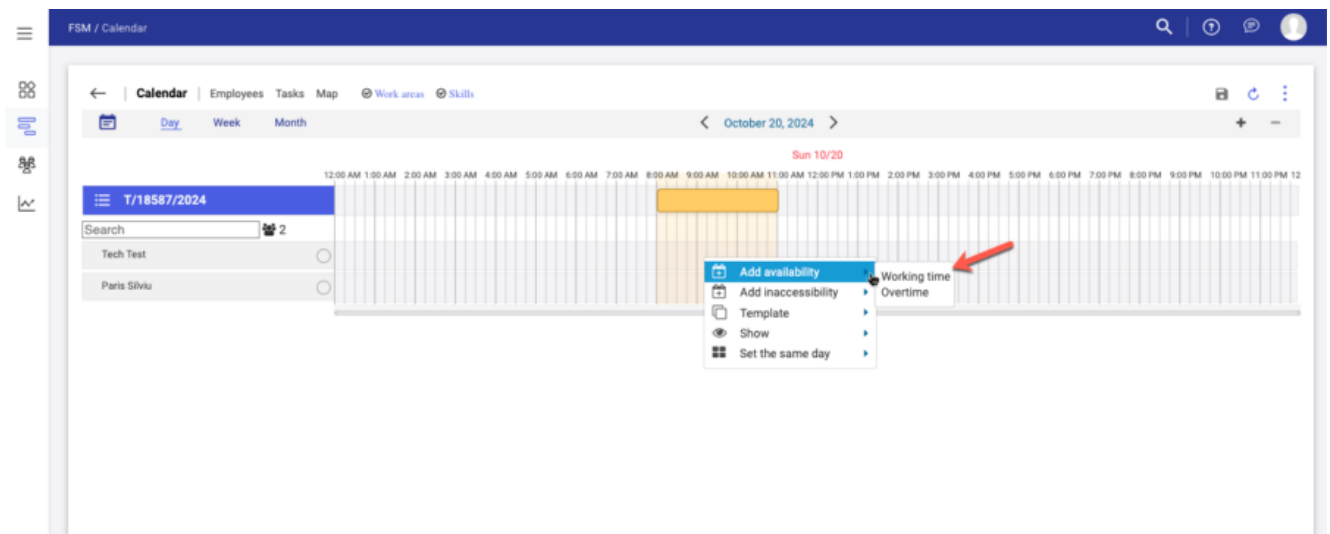 FSM / Calendar
Calendar Employees Tasks Map Work areas Skills
Day Week Month October 20, 2024
Sun 10/20
12:00 AM 1:00 AM 2:00 AM 3:00 AM 4:00 AM 5:00 AM 6:00 AM 7:00 AM 8:00 AM 9:00 AM 10:00 AM 11:00 AM 12:00 PM 1:00 PM 2:00 PM 3:00 PM 4:00 PM 5:00 PM 6:00 PM 7:00 PM 8:00 PM 9:00 PM 10:00 PM 11:00 PM 12
T/18587/2024
Search 2
Tech Test
Paris Silviu
Add availability
Working time
Add inaccessibility
Overtime
Template
Show
Set the same day